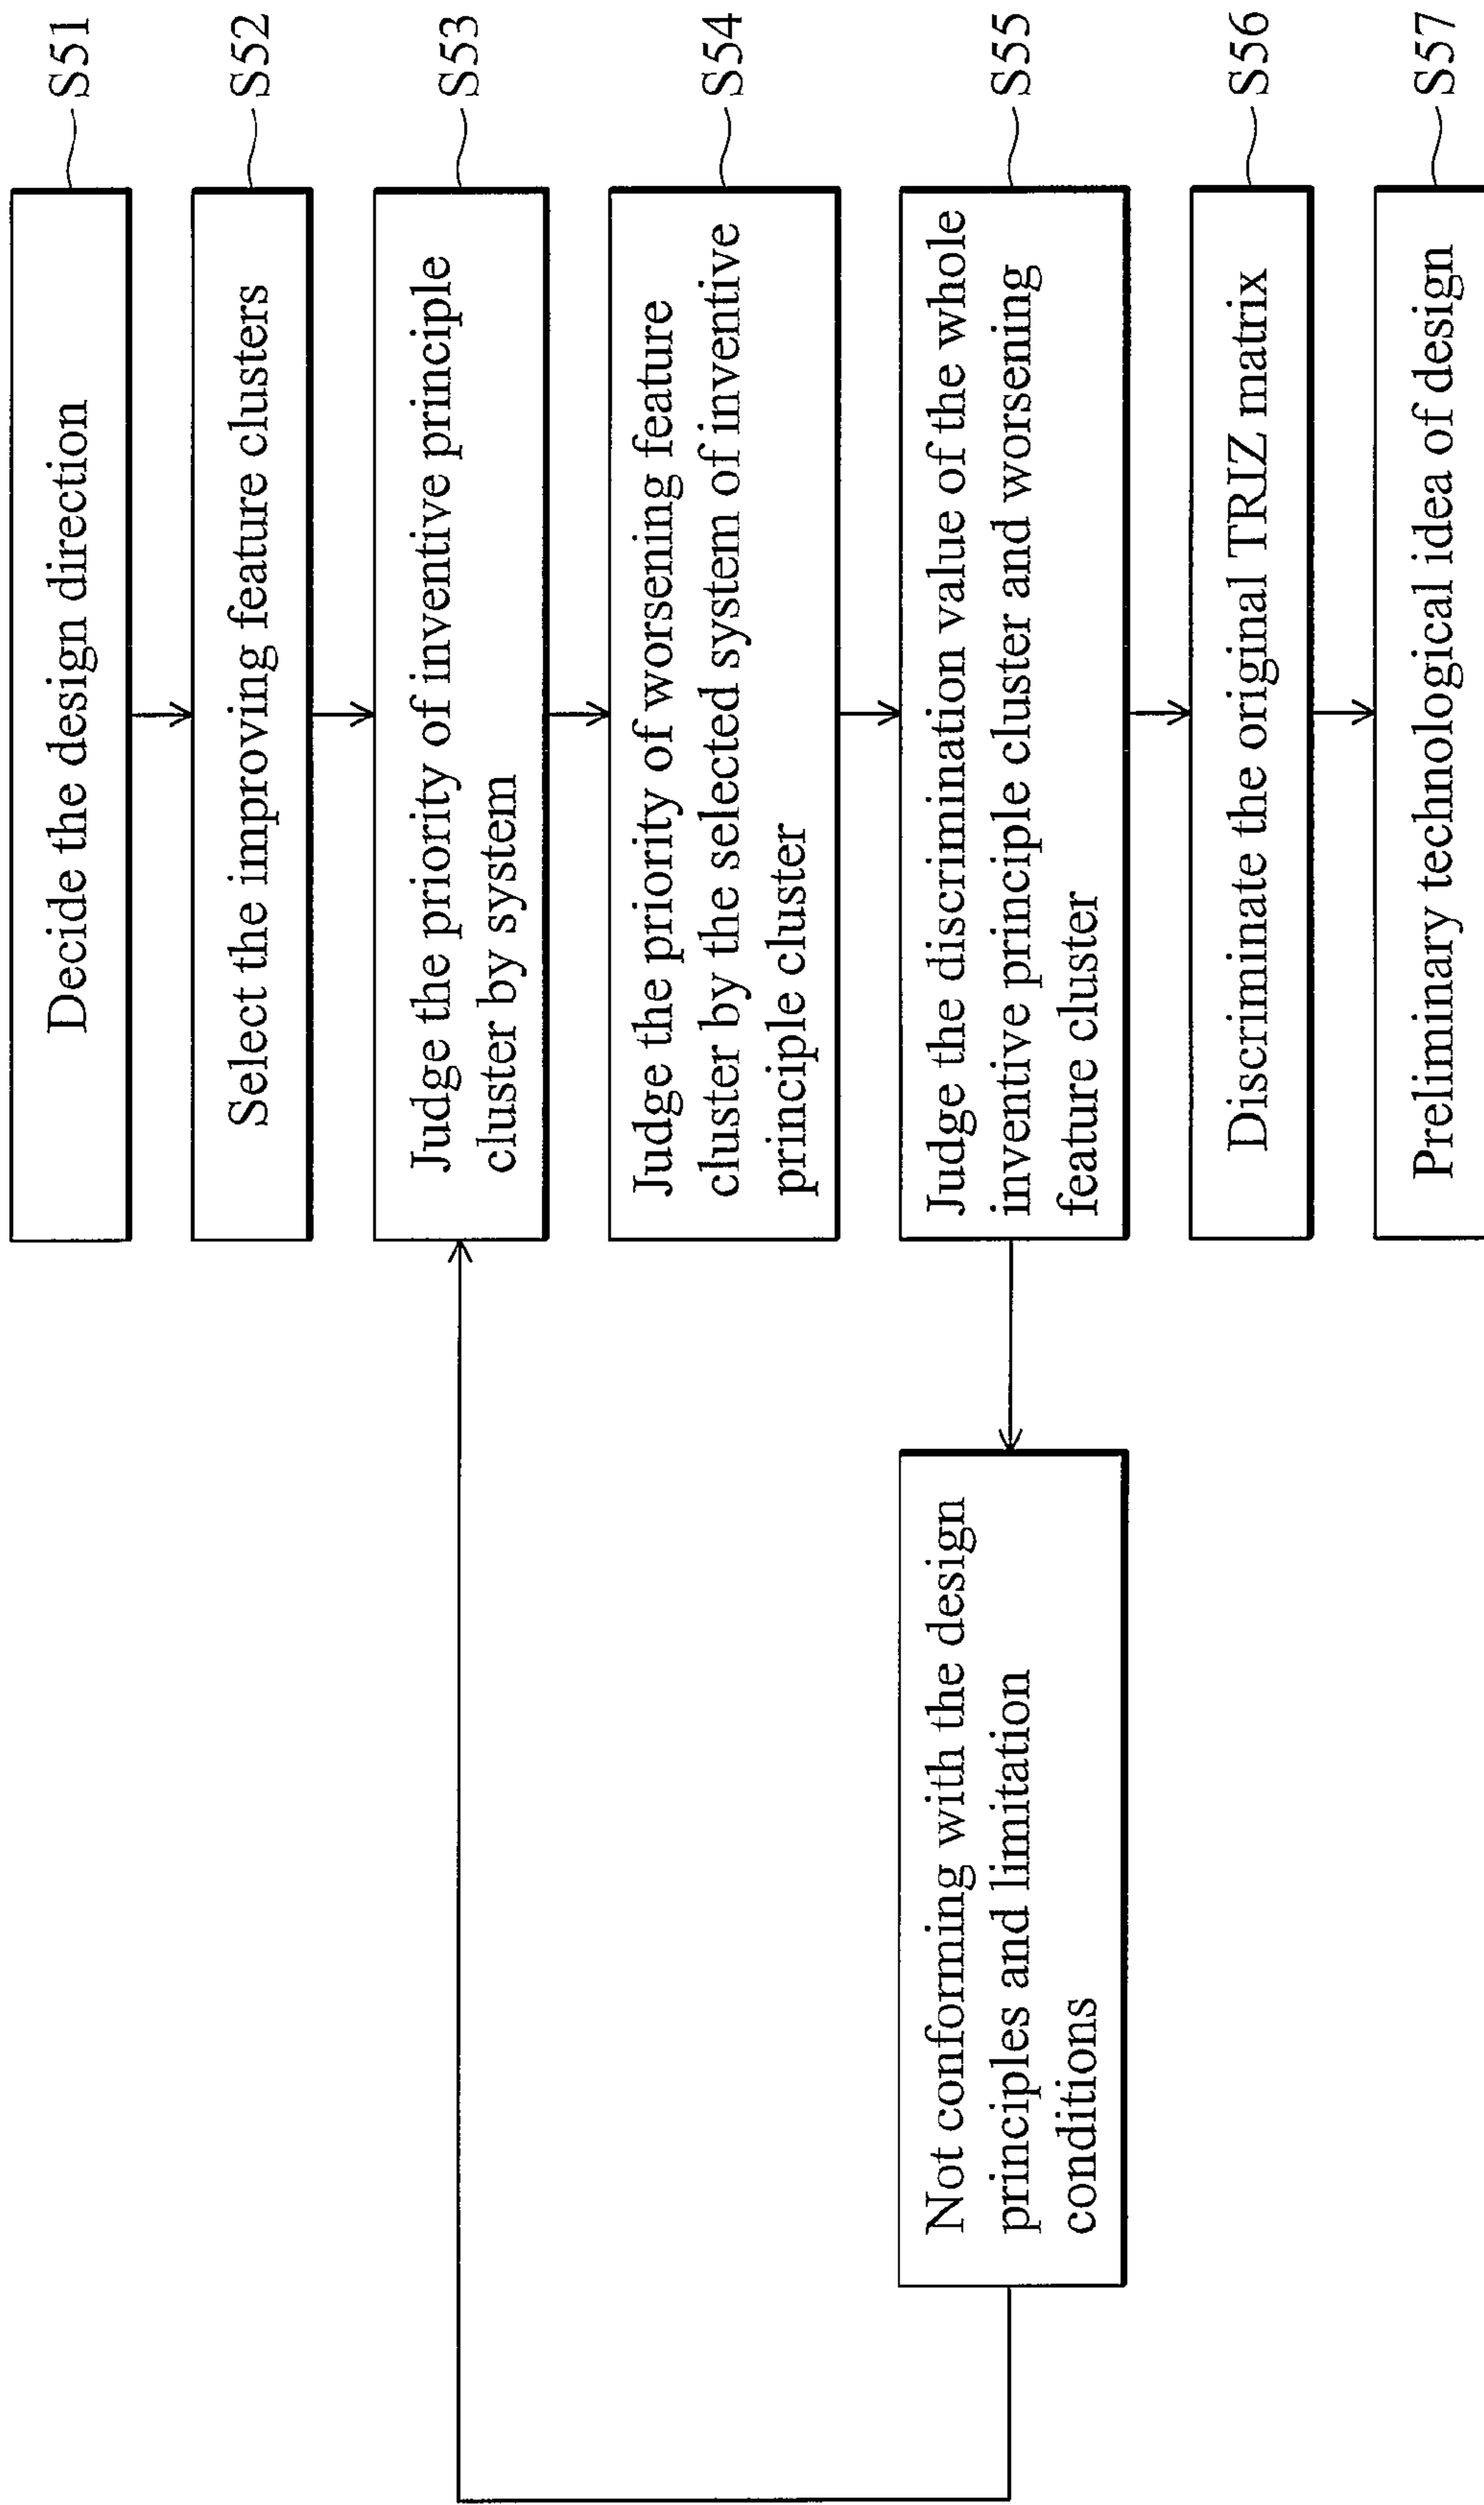 Decide the design direction
S51
Select the improving feature clusters
S52
Judge the priority of inventive principle
cluster by system
S53
Judge the priority of worsening feature
cluster by the selected system of inventive
principle cluster
S54
Judge the discrimination value of the whole
inventive principle cluster and worsening
feature cluster
S55
Not conforming with the design
principles and limitation
conditions
Discriminate the original TRIZ matrix
S56
Preliminary technological idea of design
S57